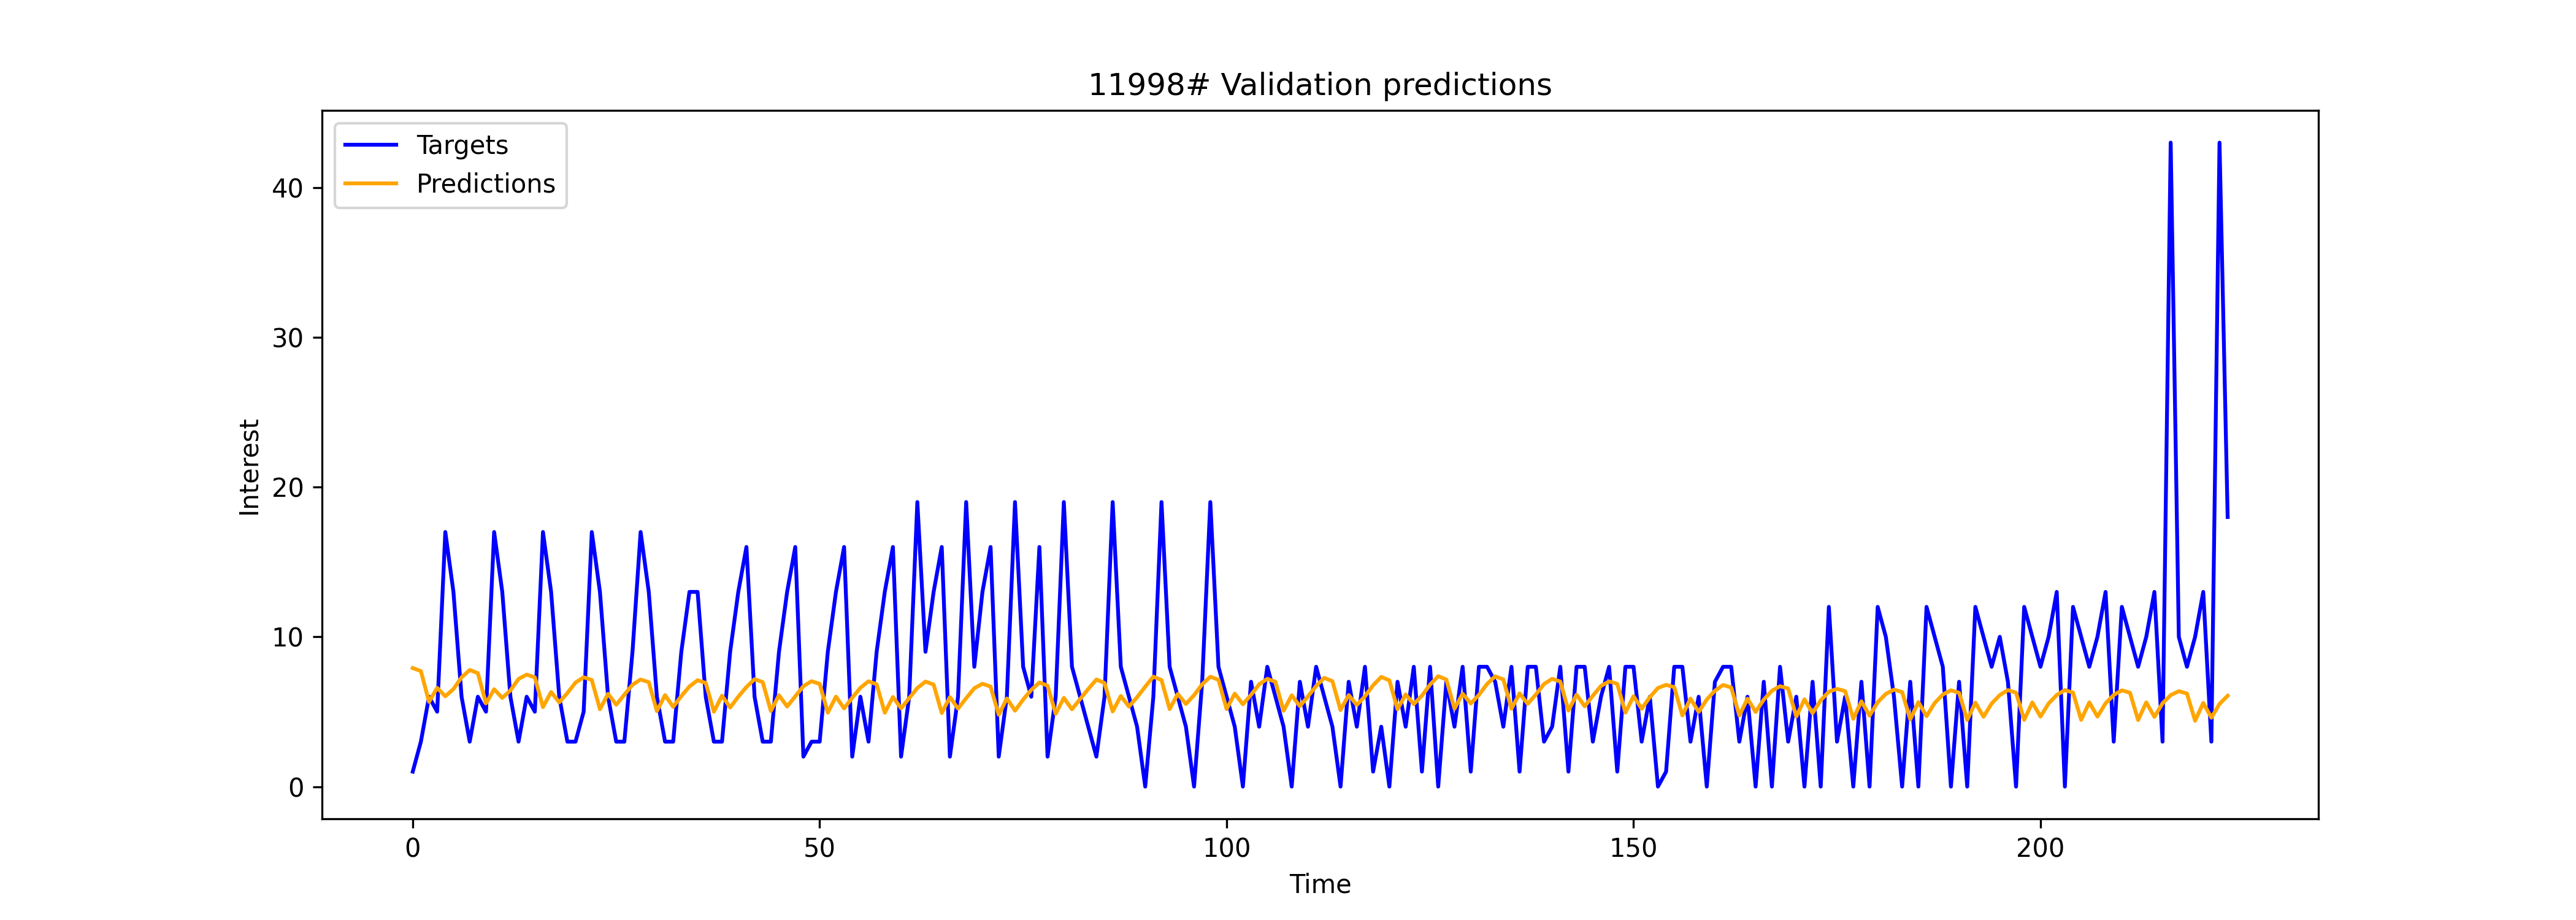 11998# Validation predictions
Targets
Predictions
Interest
40
30
20
10
0
0 50 100 150 200
Time